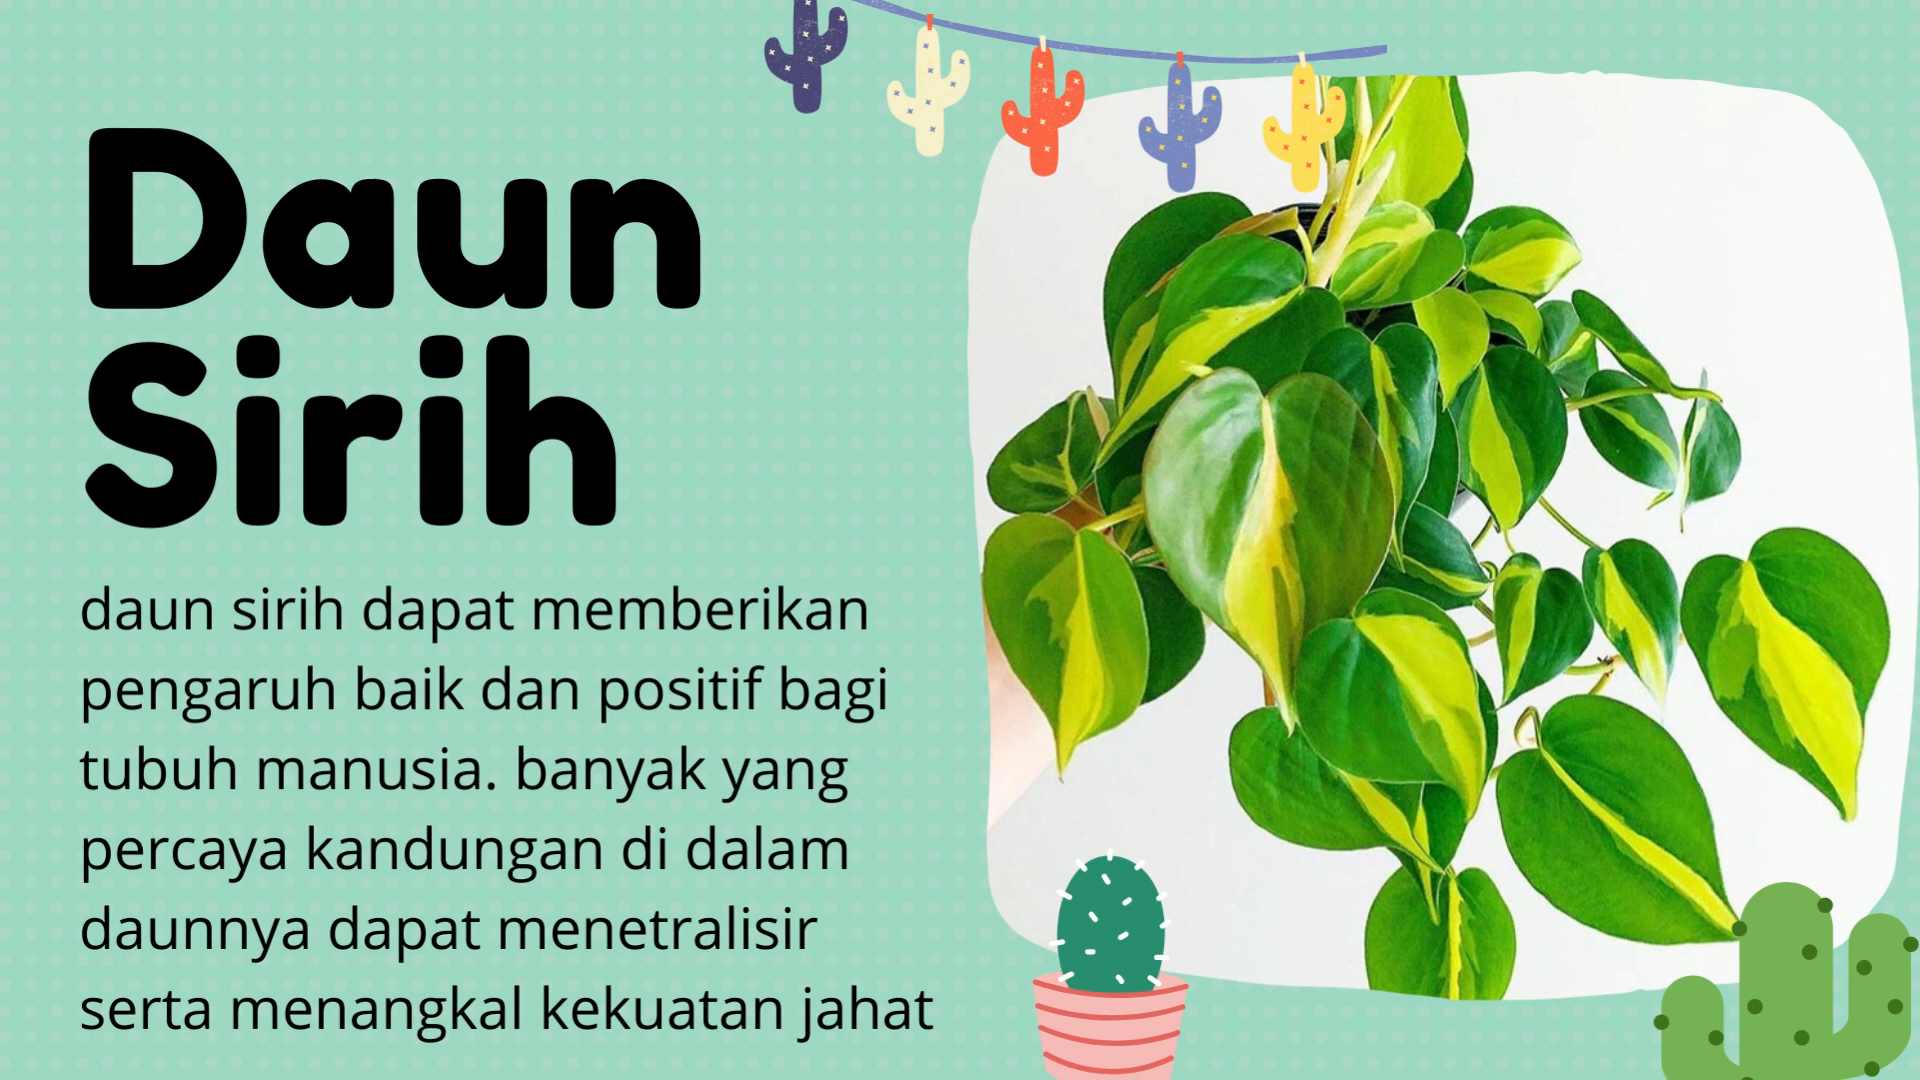 Daun
Sirih
daun sirih dapat memberikan
pengaruh baik dan positif bagi
tubuh manusia. banyak yang
percaya kandungan di dalam
daunnya dapat menetralisir
serta menangkal kekuatan jahat